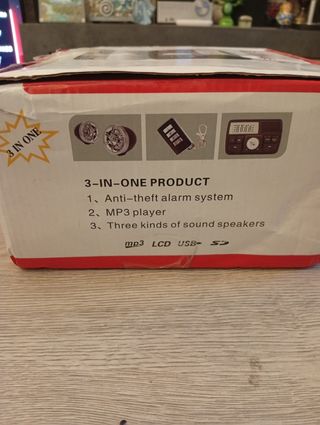 3 IN ONE
3-IN-ONE PRODUCT
1、Anti-theft alarm system
2、MP3 player
3、Three kinds of sound speakers
mp3 LCD USB SD